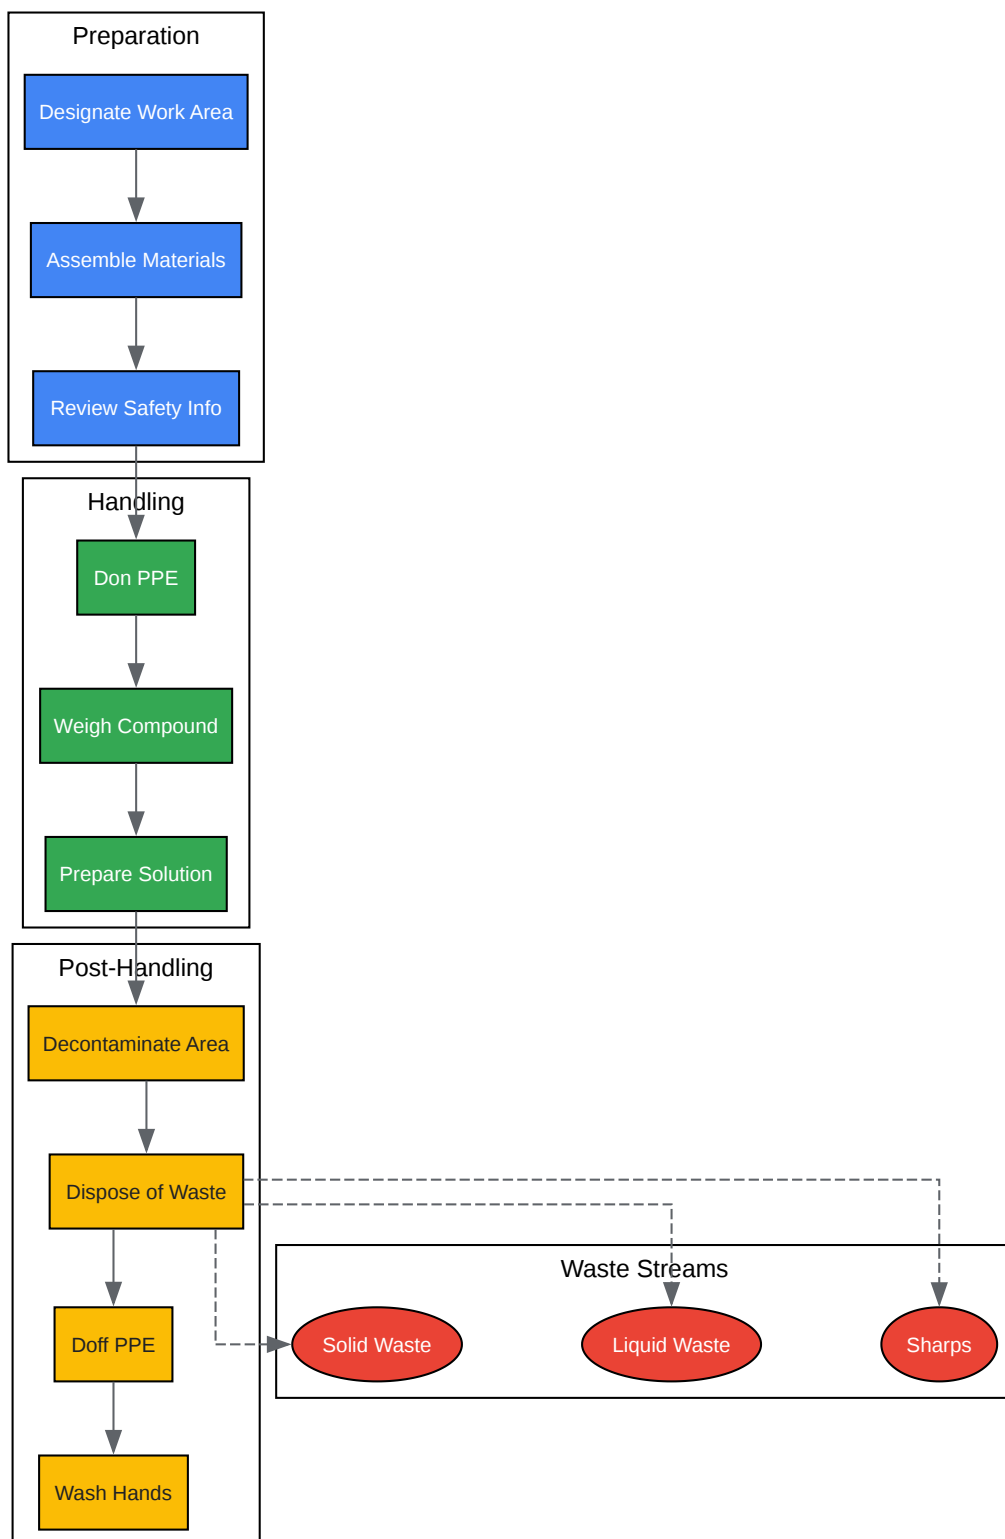 Preparation
Designate Work Area
Assemble Materials
Review Safety Info
Handling
Don PPE
Weigh Compound
Prepare Solution
Post-Handling
Decontaminate Area
Dispose of Waste
Waste Streams
Doff PPE
Solid Waste
Liquid Waste
Sharps
Wash Hands